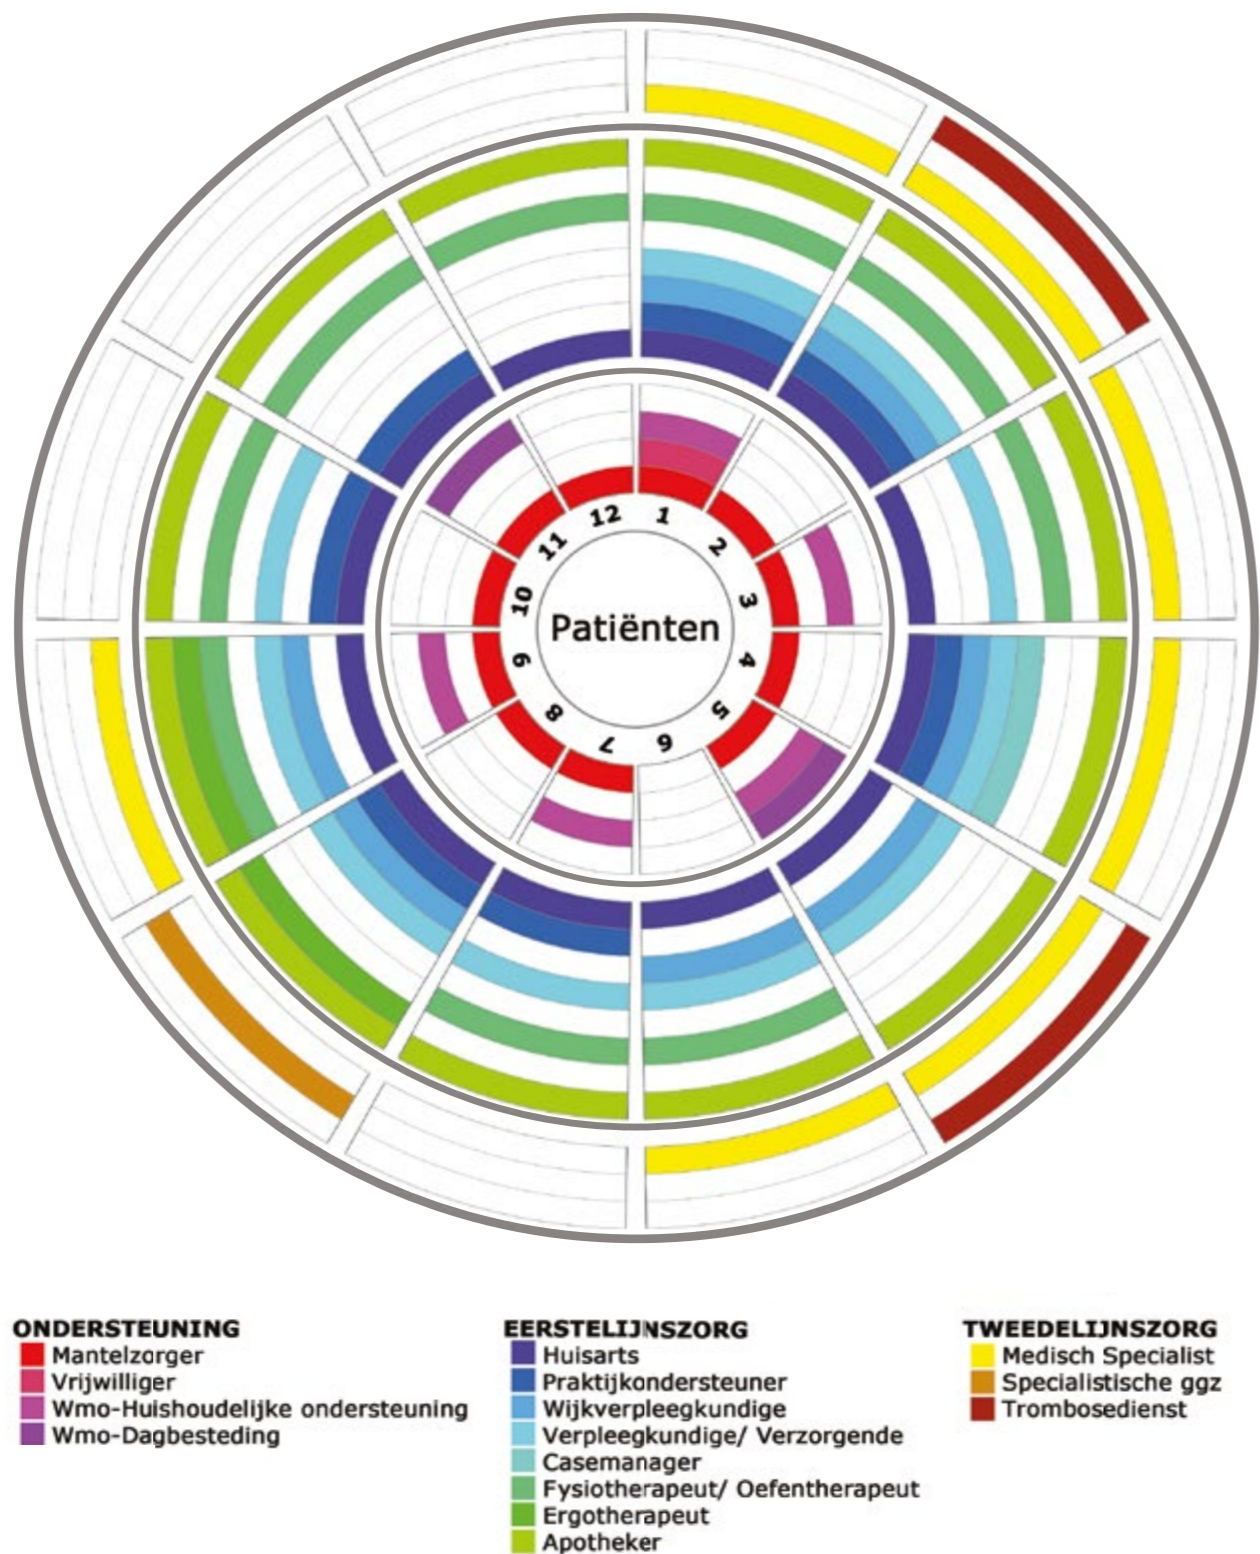 1
2
3
4
5
6
7
8
9
10
11
12
Patiënten
ONDERSTEUNING
Mantelzorger
Vrijwilliger
Wmo-Huishoudelijke ondersteuning
Wmo-Dagbesteding
EERSTELIJNSZORG
Huisarts
Praktijkondersteuner
Wijkverpleegkundige
Verpleegkundige/ Verzorgende
Casemanager
Fysiotherapeut/ Oefentherapeut
Ergotherapeut
Apotheker
TWEEDELIJNSZORG
Medisch Specialist
Specialistische ggz
Trombosedienst